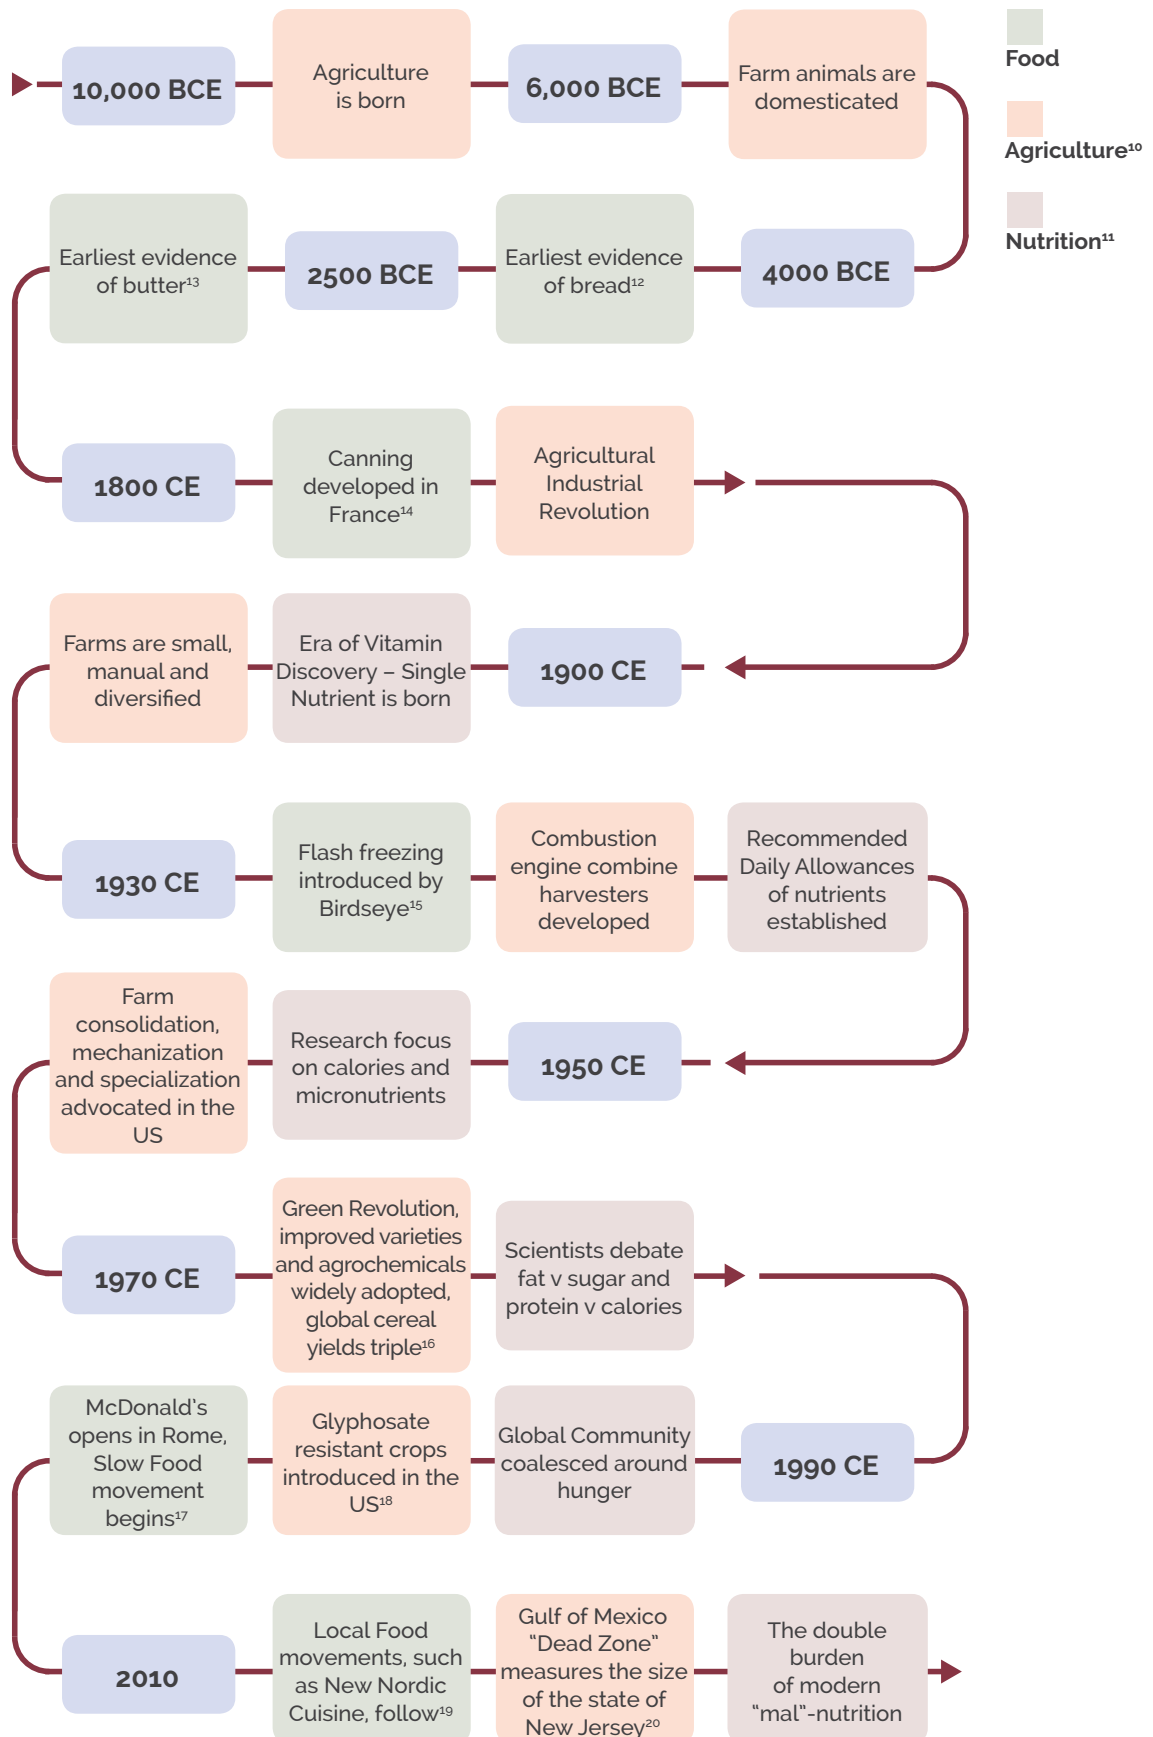 10,000 BCE
Agriculture
is born
6,000 BCE
Farm animals are
domesticated
Food
Agriculture¹⁰
Nutrition¹¹
4000 BCE
Earliest evidence
of bread¹²
2500 BCE
Earliest evidence
of butter¹³
1800 CE
Canning
developed in
France¹⁴
Agricultural
Industrial
Revolution
1900 CE
Era of Vitamin
Discovery – Single
Nutrient is born
Farms are small,
manual and
diversified
1930 CE
Flash freezing
introduced by
Birdseye¹⁵
Combustion
engine combine
harvesters
developed
Recommended
Daily Allowances
of nutrients
established
1950 CE
Research focus
on calories and
micronutrients
Farm
consolidation,
mechanization
and specialization
advocated in the
US
1970 CE
Green Revolution,
improved varieties
and agrochemicals
widely adopted,
global cereal
yields triple¹⁶
Scientists debate
fat v sugar and
protein v calories
1990 CE
Global Community
coalesced around
hunger
Glyphosate
resistant crops
introduced in the
US¹⁸
McDonald's
opens in Rome,
Slow Food
movement
begins¹⁷
2010
Local Food
movements, such
as New Nordic
Cuisine, follow¹⁹
Gulf of Mexico
“Dead Zone”
measures the size
of the state of
New Jersey²⁰
The double
burden
of modern
“mal”-nutrition